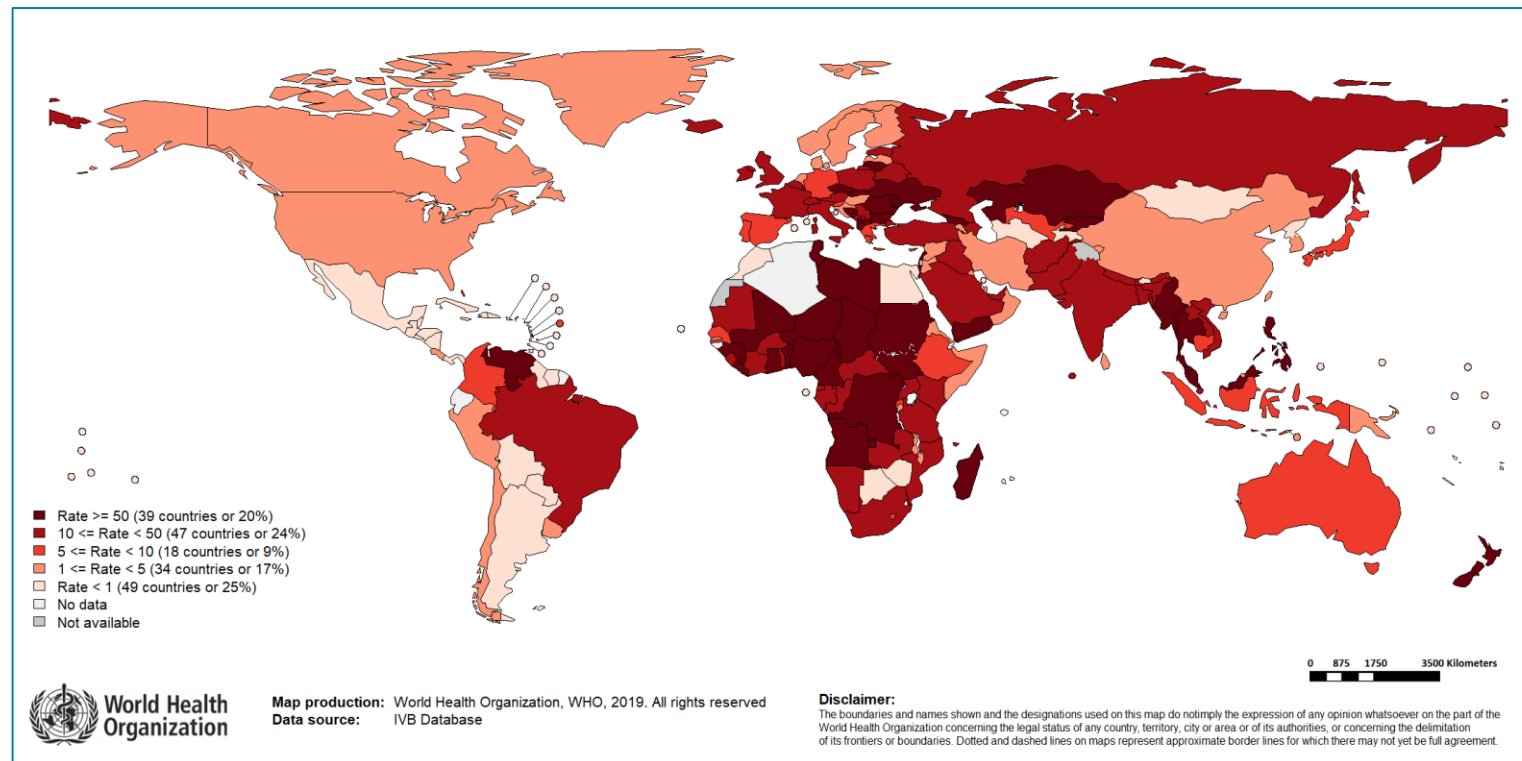 Rate >= 50 (39 countries or 20%)
10 <= Rate < 50 (47 countries or 24%)
5 <= Rate < 10 (18 countries or 9%)
1 <= Rate < 5 (34 countries or 17%)
Rate < 1 (49 countries or 25%)
No data
Not available
0 875 1750 3500 Kilometers
World Health
Organization
Map production: World Health Organization, WHO, 2019. All rights reserved
Data source: IVB Database
Disclaimer:
The boundaries and names shown and the designations used on this map do notimply the expression of any opinion whatsoever on the part of the
World Health Organization concerning the legal status of any country, territory, city or area or of its authorities, or concerning the delimitation
of its frontiers or boundaries. Dotted and dashed lines on maps represent approximate border lines for which there may not yet be full agreement.